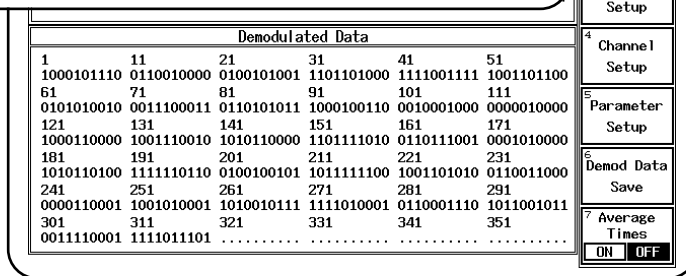 Setup
Demodulated Data
1 11 21 31 41 51
1000101110 0110010000 0100101001 1101101000 1111001111 1001101100
61 71 81 91 101 111
0101010010 0011100011 0110101011 1000100110 0010001000 0000010000
121 131 141 151 161 171
1000110000 1001110010 1010110000 1101111010 0110111001 0001010000
181 191 201 211 221 231
1010110100 1111110110 0100100101 1011111100 1001101010 0110011000
241 251 261 271 281 291
0000110001 1001010001 1010010111 1111010001 0110001110 1011001011
301 311 321 331 341 351
0011110001 1111011101 .......... .......... .......... ..........
4 Channel
Setup
5 Parameter
Setup
6 Demod Data
Save
7 Average
Times
ON OFF